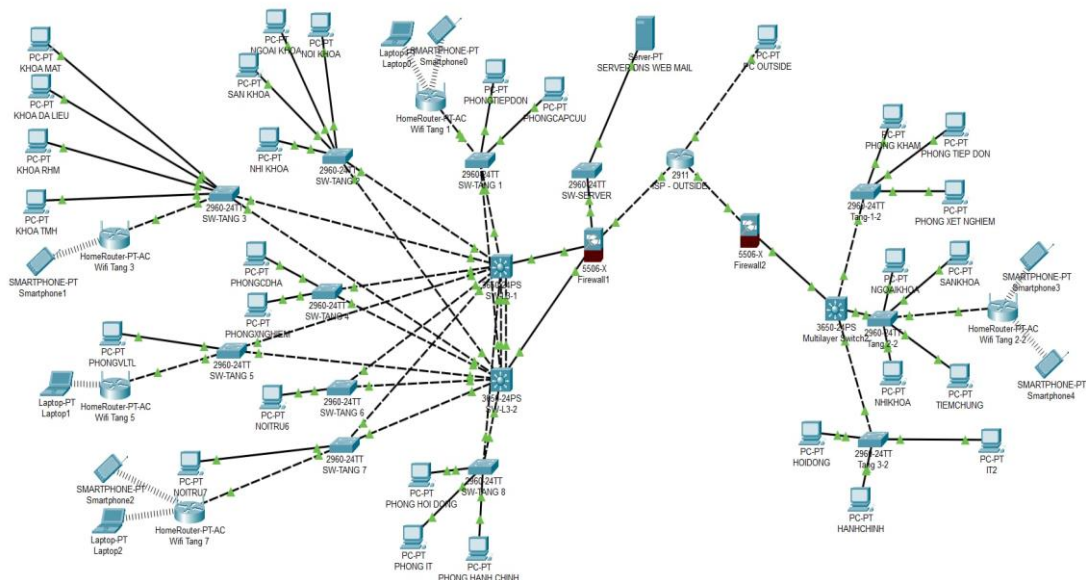 PC-PT
KHOA MAT
PC-PT
KHOA DA LIEU
PC-PT
KHOA RHM
PC-PT
KHOA TMH
PC-PT
NGOAI KHOA
PC-PT
NOI KHOA
PC-PT
SAN KHOA
PC-PT
NHI KHOA
2960-24TT
SW-TANG 2
2960-24TT
SW-TANG 3
HomeRouter-PT-AC
Wifi Tang 3
SMARTPHONE-PT
Smartphone1
Laptop-PT
Laptop0
SMARTPHONE-PT
Smartphone0
HomeRouter-PT-AC
Wifi Tang 1
PC-PT
PHONGTIEPDON
PC-PT
PHONGCAPCUU
2960-24TT
SW-TANG 1
Server-PT
SERVER DNS WEB MAIL
2960-24TT
SW-SERVER
PC-PT
PC OUTSIDE
2911
ISP - OUTSIDE
5506-X
Firewall1
5506-X
Firewall2
PC-PT
PHONGCDHA
PC-PT
PHONGXNGHIEM
2960-24TT
SW-TANG 4
3650-24PS
SW-L3-1
PC-PT
PHONGVLTL
2960-24TT
SW-TANG 5
Laptop-PT
Laptop1
HomeRouter-PT-AC
Wifi Tang 5
PC-PT
NOITRU6
2960-24TT
SW-TANG 6
3650-24PS
SW-L3-2
PC-PT
NOITRU7
2960-24TT
SW-TANG 7
SMARTPHONE-PT
Smartphone2
Laptop-PT
Laptop2
HomeRouter-PT-AC
Wifi Tang 7
2960-24TT
SW-TANG 8
PC-PT
PHONG HOI DONG
PC-PT
PHONG IT
PC-PT
PHONG HANH CHINH
PC-PT
PHONG KHAM
PC-PT
PHONG TIEP DON
PC-PT
PHONG XET NGHIEM
2960-24TT
Tang-1-2
PC-PT
NGOAIKHOA
PC-PT
SANKHOA
SMARTPHONE-PT
Smartphone3
3650-24PS
Multilayer Switch2
2960-24TT
Tang 2-2
HomeRouter-PT-AC
Wifi Tang 2-2
SMARTPHONE-PT
Smartphone4
PC-PT
NHIKHOA
PC-PT
TIEMCHUNG
PC-PT
HOIDONG
2960-24TT
Tang 3-2
PC-PT
IT2
PC-PT
HANHCHINH